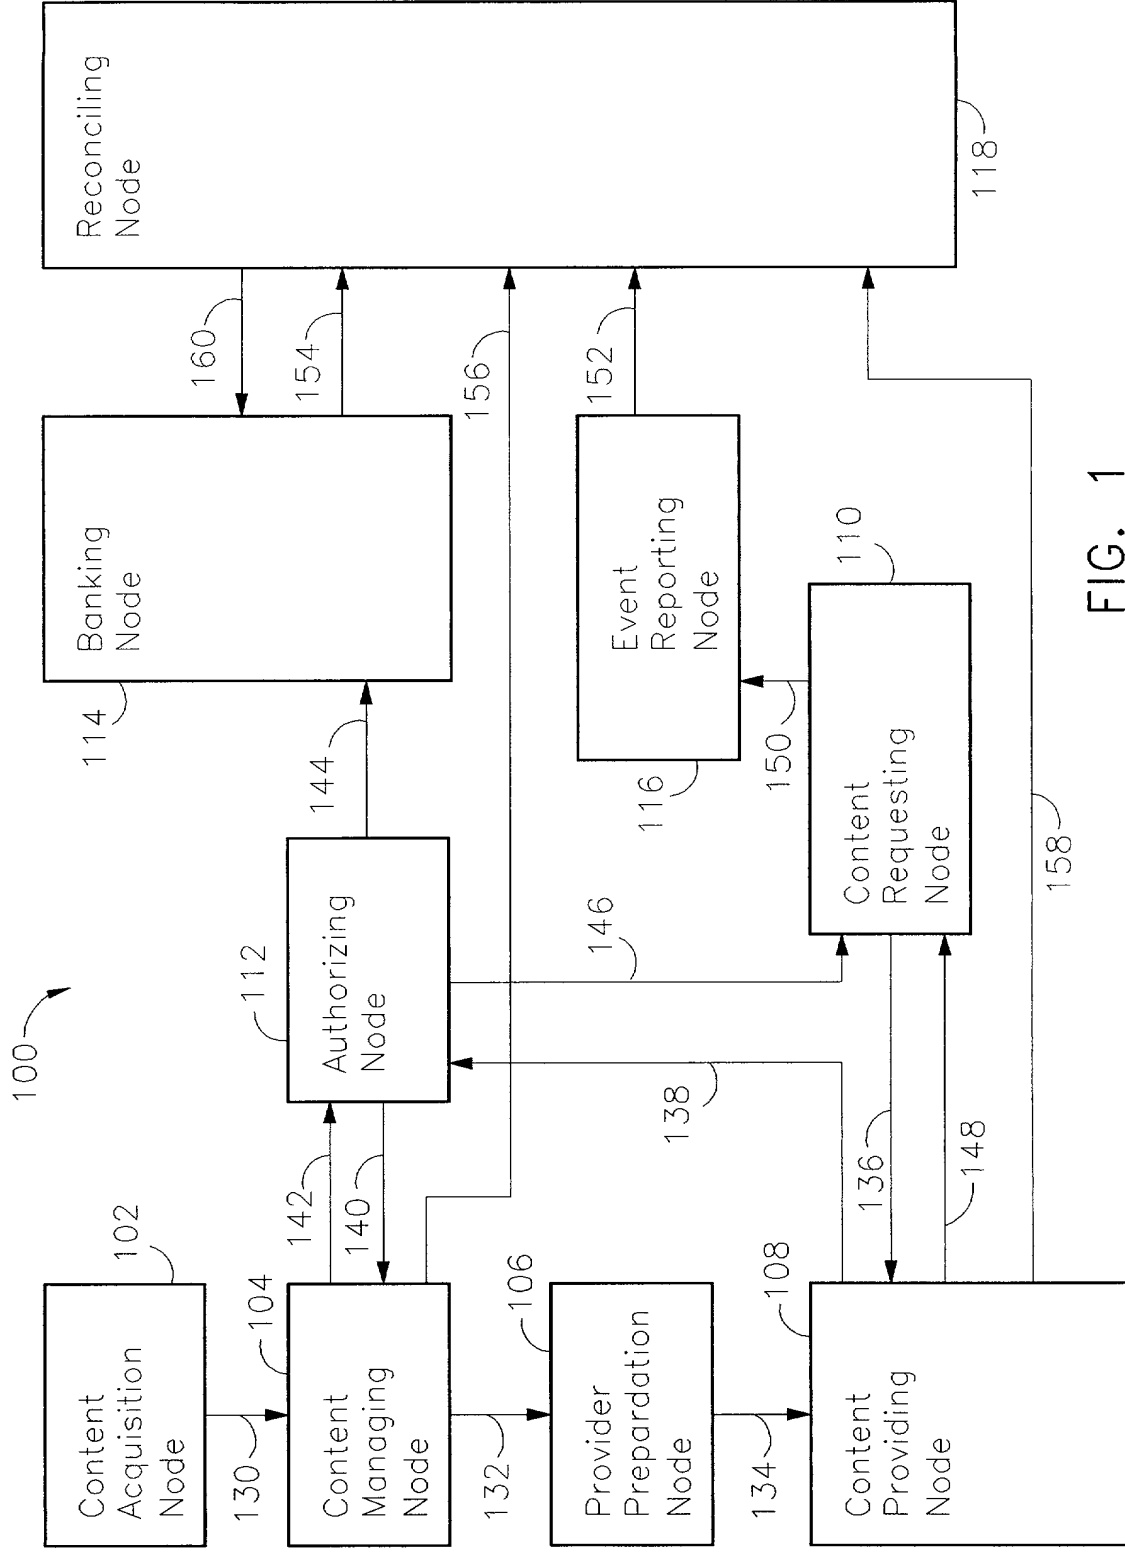 100
Content
Acquisition
Node
102
130
Content
Managing
Node
104
142
140
Authorizing
Node
112
144
Banking
Node
114
160
154
156
Reconciling
Node
118
132
Provider
Prepardation
Node
106
134
Content
Providing
Node
108
138
146
136
148
158
Content
Requesting
Node
110
150
Event
Reporting
Node
116
152
FIG. 1